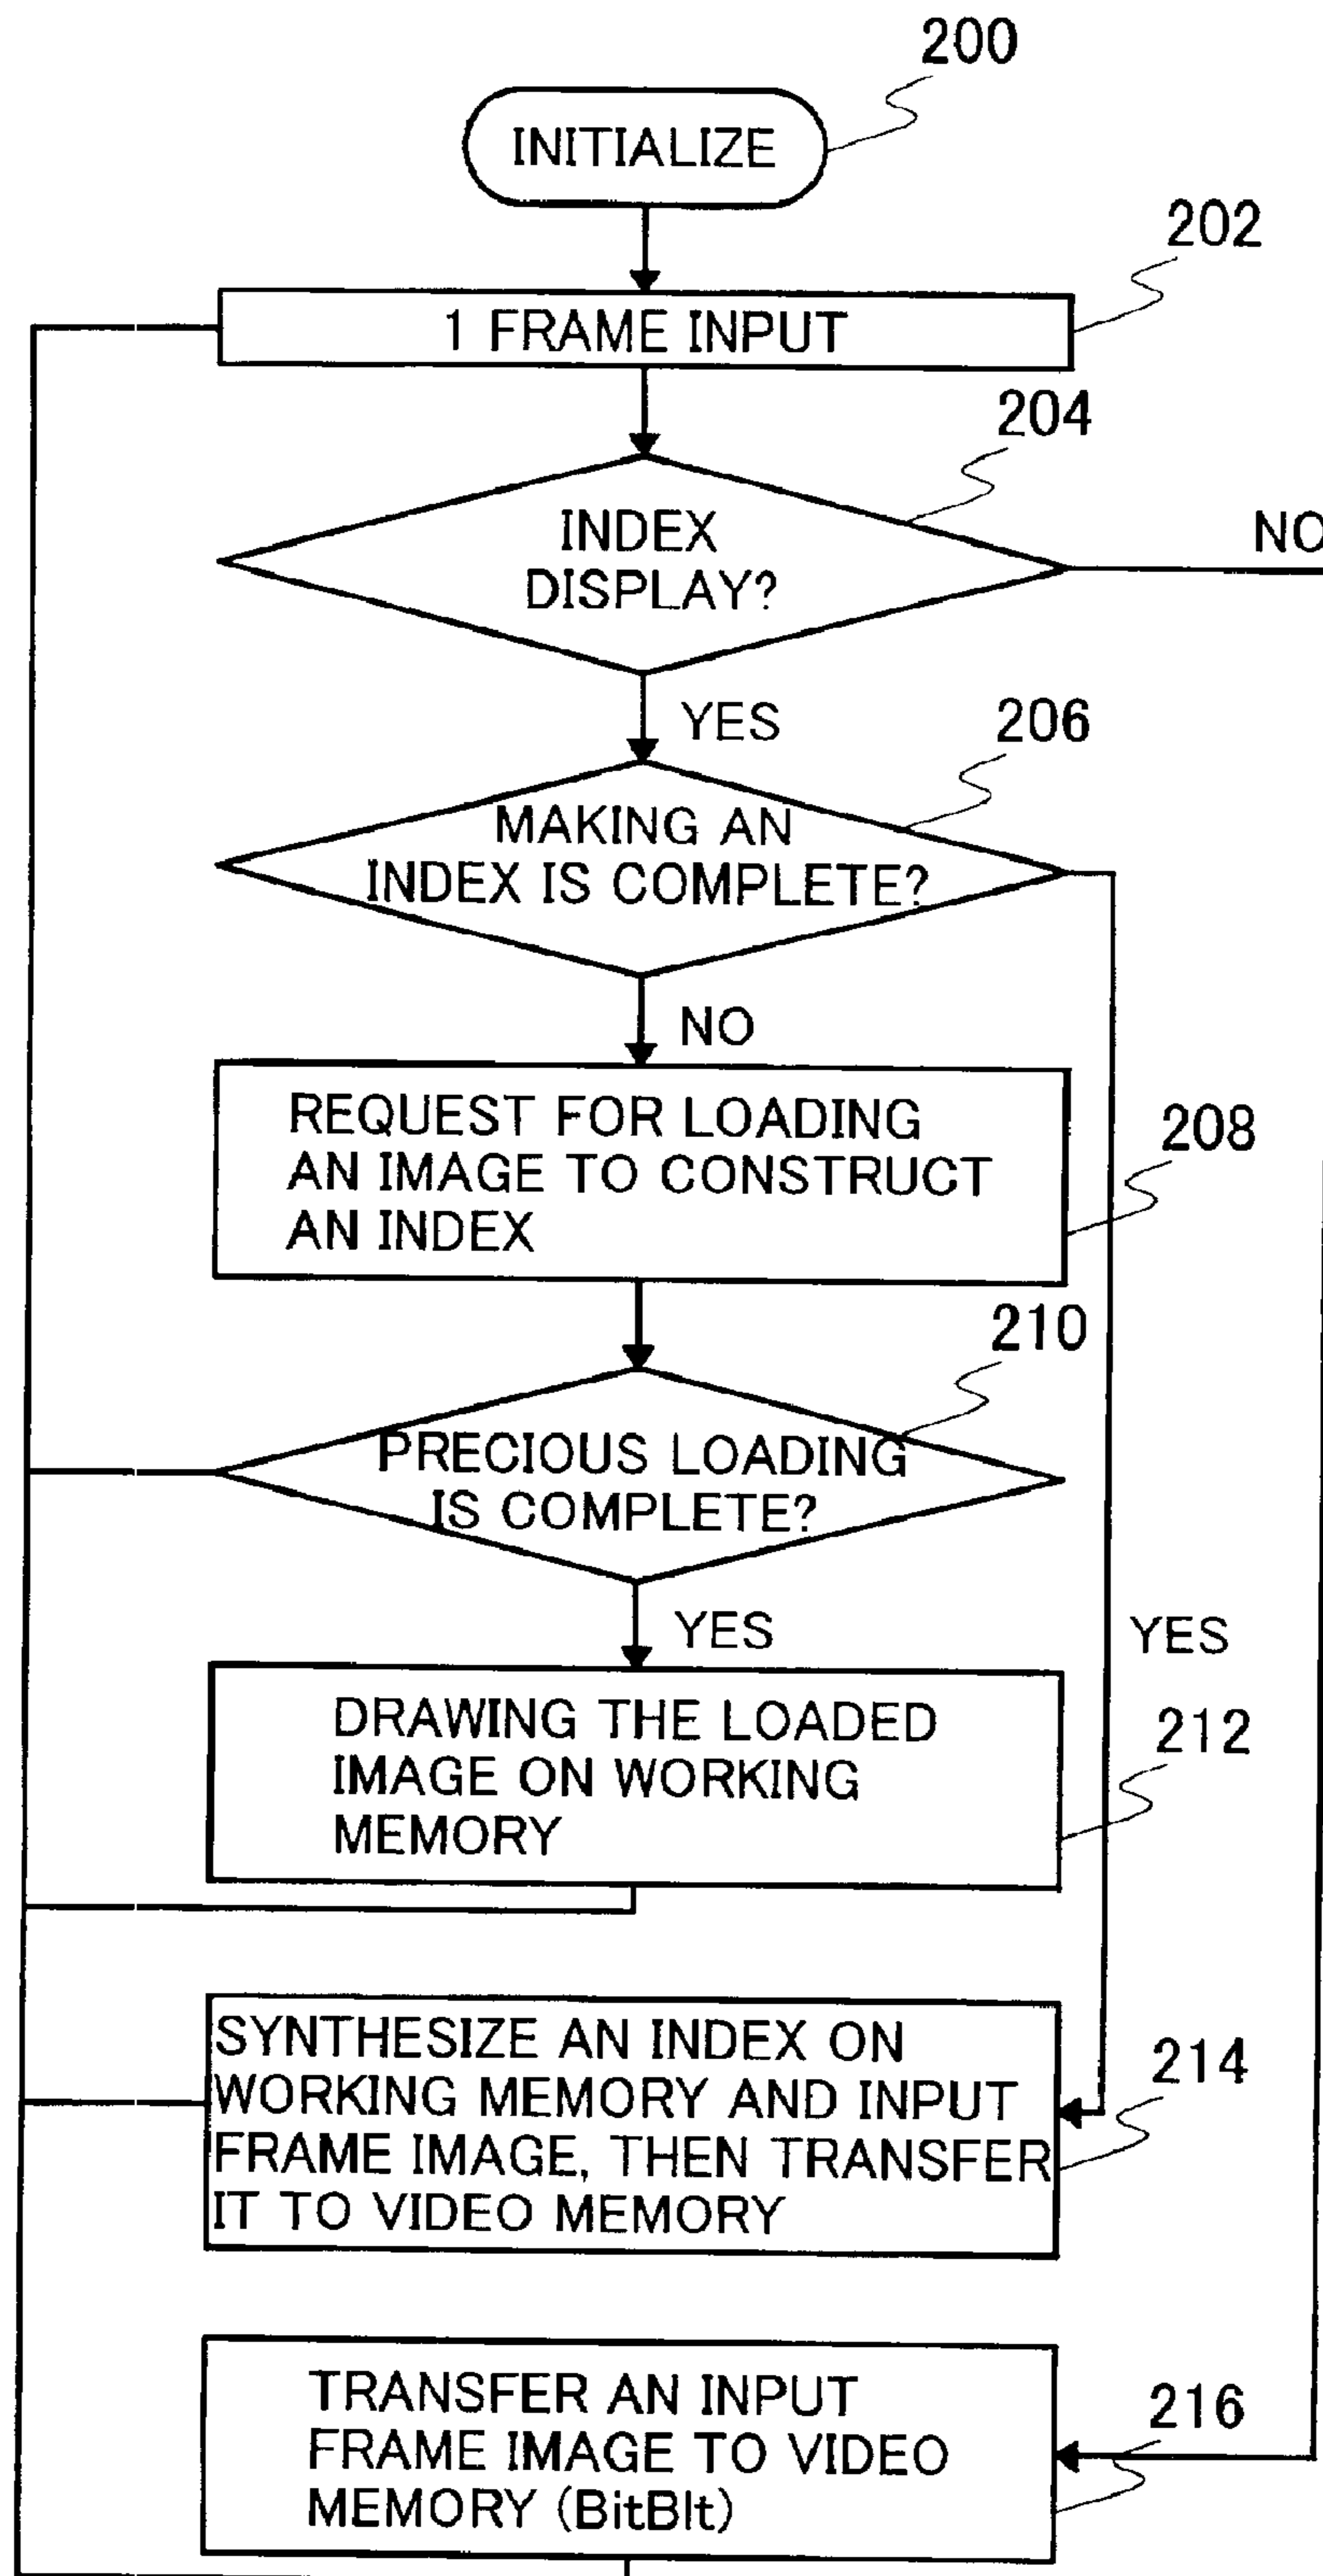 200
INITIALIZE
202
1 FRAME INPUT
204
INDEX
DISPLAY?
NO
YES
206
MAKING AN
INDEX IS COMPLETE?
NO
REQUEST FOR LOADING
AN IMAGE TO CONSTRUCT
AN INDEX
208
210
PRECIOUS LOADING
IS COMPLETE?
YES
YES
DRAWING THE LOADED
IMAGE ON WORKING
MEMORY
212
SYNTHESIZE AN INDEX ON
WORKING MEMORY AND INPUT
FRAME IMAGE, THEN TRANSFER
IT TO VIDEO MEMORY
214
TRANSFER AN INPUT
FRAME IMAGE TO VIDEO
MEMORY (BitBlt)
216